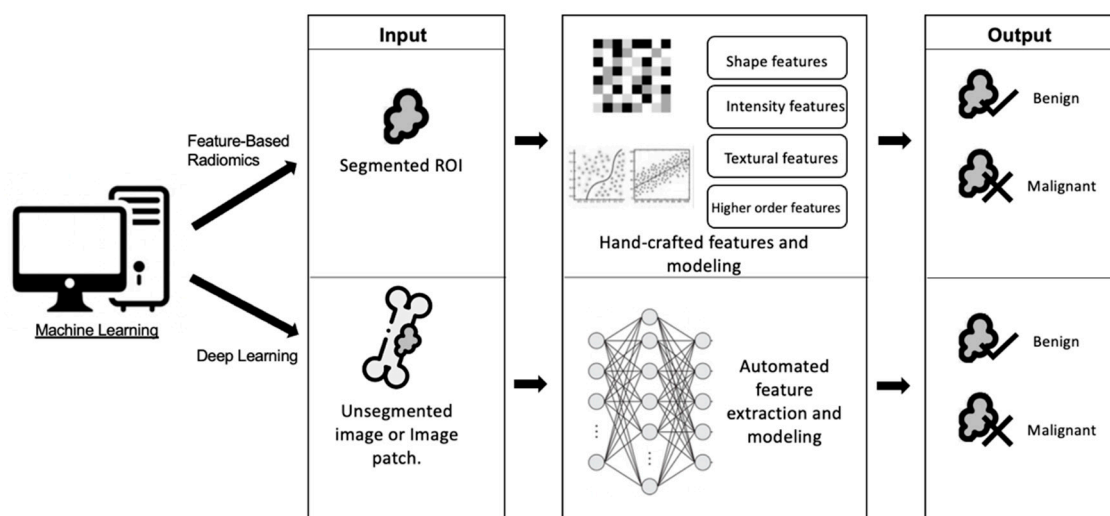 Input
Output
Machine Learning
Feature-Based
Radiomics
Segmented ROI
Shape features
Intensity features
Textural features
Higher order features
Hand-crafted features and
modeling
Benign
Malignant
Deep Learning
Unsegmented
image or Image
patch.
Automated
feature
extraction and
modeling
Benign
Malignant